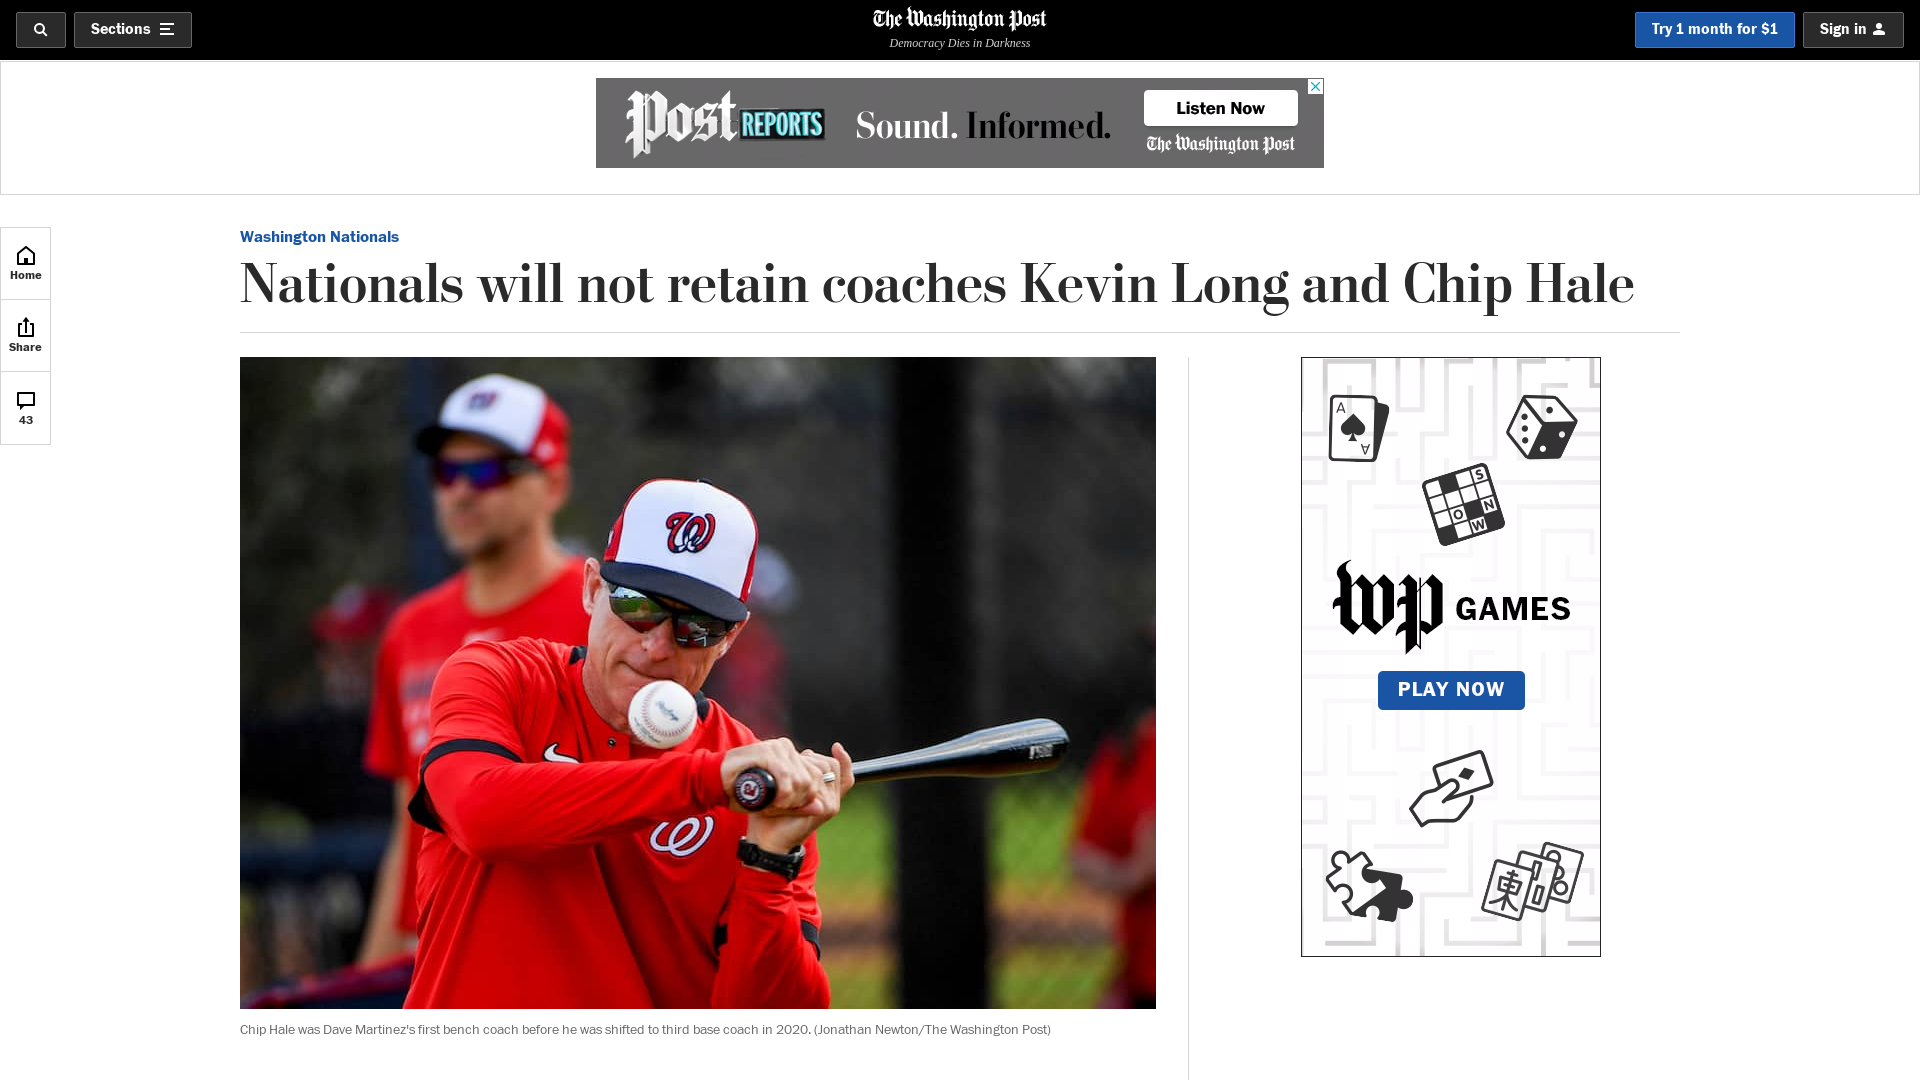 Sections
The Washington Post
Democracy Dies in Darkness
Try 1 month for $1
Sign in
Post REPORTS
Sound. Informed.
Listen Now
The Washington Post
Home
Share
43
Washington Nationals
Nationals will not retain coaches Kevin Long and Chip Hale
W
A
A
S
N
O
W
wp GAMES
PLAY NOW
東
Chip Hale was Dave Martinez's first bench coach before he was shifted to third base coach in 2020. (Jonathan Newton/The Washington Post)